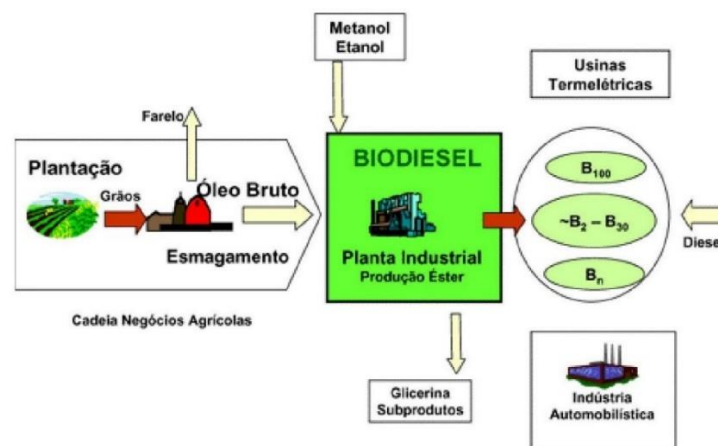 Metanol
Etanol
Usinas
Termelétricas
Farelo
Plantação
Grãos
Óleo Bruto
Esmagamento
Cadeia Negócios Agrícolas
BIODIESEL
Planta Industrial
Produção Éster
B100
~B2 – B30
Bn
Diese
Glicerina
Subprodutos
Indústria
Automobilística